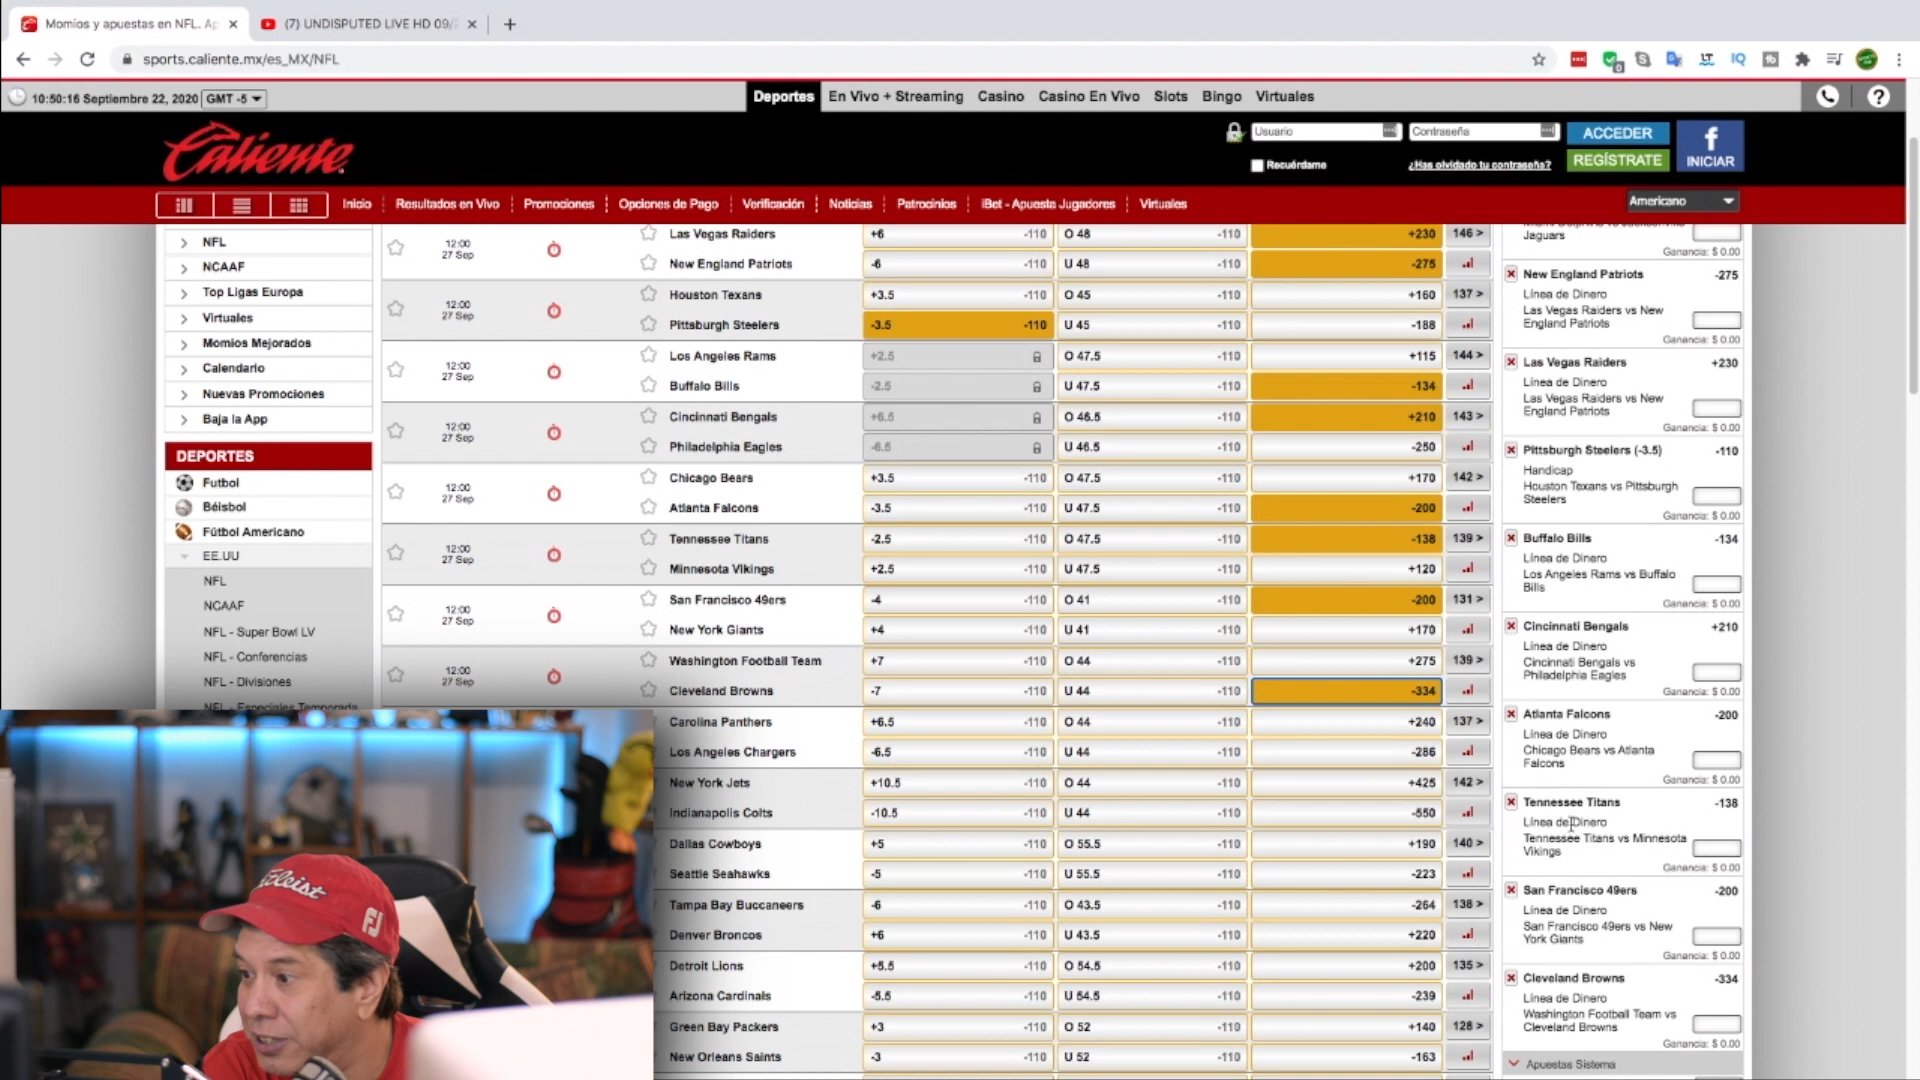 Momios y apuestas en NFL. Ap
(7) UNDISPUTED LIVE HD 09/2
sports.caliente.mx/es_MX/NFL
10:50:16 Septiembre 22, 2020 GMT -5
Deportes En Vivo + Streaming Casino Casino En Vivo Slots Bingo Virtuales
Caliente
Usuario Contraseña ACCEDER
Recuérdame ¿Has olvidado tu contraseña? REGÍSTRATE
INICIAR
Inicio Resultados en Vivo Promociones Opciones de Pago Verificación Noticias Patrocinios iBet - Apuesta Jugadores Virtuales Americano
NFL
NCAAF
Top Ligas Europa
Virtuales
Momios Mejorados
Calendario
Nuevas Promociones
Baja la App
DEPORTES
Futbol
Béisbol
Fútbol Americano
EE.UU
NFL
NCAAF
NFL - Super Bowl LV
NFL - Conferencias
NFL - Divisiones
NFL - Especiales Temporada
12:00 27 Sep
Las Vegas Raiders +6 -110 O 48 -110 +230 146 >
New England Patriots -6 -110 U 48 -110 -275
12:00 27 Sep
Houston Texans +3.5 -110 O 45 -110 +160 137 >
Pittsburgh Steelers -3.5 -110 U 45 -110 -188
12:00 27 Sep
Los Angeles Rams +2.5 O 47.5 -110 +115 144 >
Buffalo Bills -2.5 U 47.5 -110 -134
12:00 27 Sep
Cincinnati Bengals +6.5 O 46.5 -110 +210 143 >
Philadelphia Eagles -6.5 U 46.5 -110 -250
12:00 27 Sep
Chicago Bears +3.5 -110 O 47.5 -110 +170 142 >
Atlanta Falcons -3.5 -110 U 47.5 -110 -200
12:00 27 Sep
Tennessee Titans -2.5 -110 O 47.5 -110 -138 139 >
Minnesota Vikings +2.5 -110 U 47.5 -110 +120
12:00 27 Sep
San Francisco 49ers -4 -110 O 41 -110 -200 131 >
New York Giants +4 -110 U 41 -110 +170
12:00 27 Sep
Washington Football Team +7 -110 O 44 -110 +275 139 >
Cleveland Browns -7 -110 U 44 -110 -334
Carolina Panthers +6.5 -110 O 44 -110 +240 137 >
Los Angeles Chargers -6.5 -110 U 44 -110 -286
New York Jets +10.5 -110 O 44 -110 +425 142 >
Indianapolis Colts -10.5 -110 U 44 -110 -550
Dallas Cowboys +5 -110 O 55.5 -110 +190 140 >
Seattle Seahawks -5 -110 U 55.5 -110 -223
Tampa Bay Buccaneers -6 -110 O 43.5 -110 -264 138 >
Denver Broncos +6 -110 U 43.5 -110 +220
Detroit Lions +5.5 -110 O 54.5 -110 +200 135 >
Arizona Cardinals -5.5 -110 U 54.5 -110 -239
Green Bay Packers +3 -110 O 52 -110 +140 128 >
New Orleans Saints -3 -110 U 52 -110 -163
Jaguars
Ganancia: $ 0.00
New England Patriots -275
Línea de Dinero
Las Vegas Raiders vs New
England Patriots
Ganancia: $ 0.00
Las Vegas Raiders +230
Línea de Dinero
Las Vegas Raiders vs New
England Patriots
Ganancia: $ 0.00
Pittsburgh Steelers (-3.5) -110
Handicap
Houston Texans vs Pittsburgh
Steelers
Ganancia: $ 0.00
Buffalo Bills -134
Línea de Dinero
Los Angeles Rams vs Buffalo
Bills
Ganancia: $ 0.00
Cincinnati Bengals +210
Línea de Dinero
Cincinnati Bengals vs
Philadelphia Eagles
Ganancia: $ 0.00
Atlanta Falcons -200
Línea de Dinero
Chicago Bears vs Atlanta
Falcons
Ganancia: $ 0.00
Tennessee Titans -138
Línea de Dinero
Tennessee Titans vs Minnesota
Vikings
Ganancia: $ 0.00
San Francisco 49ers -200
Línea de Dinero
San Francisco 49ers vs New
York Giants
Ganancia: $ 0.00
Cleveland Browns -334
Línea de Dinero
Washington Football Team vs
Cleveland Browns
Ganancia: $ 0.00
Apuestas Sistema
Titleist
FJ